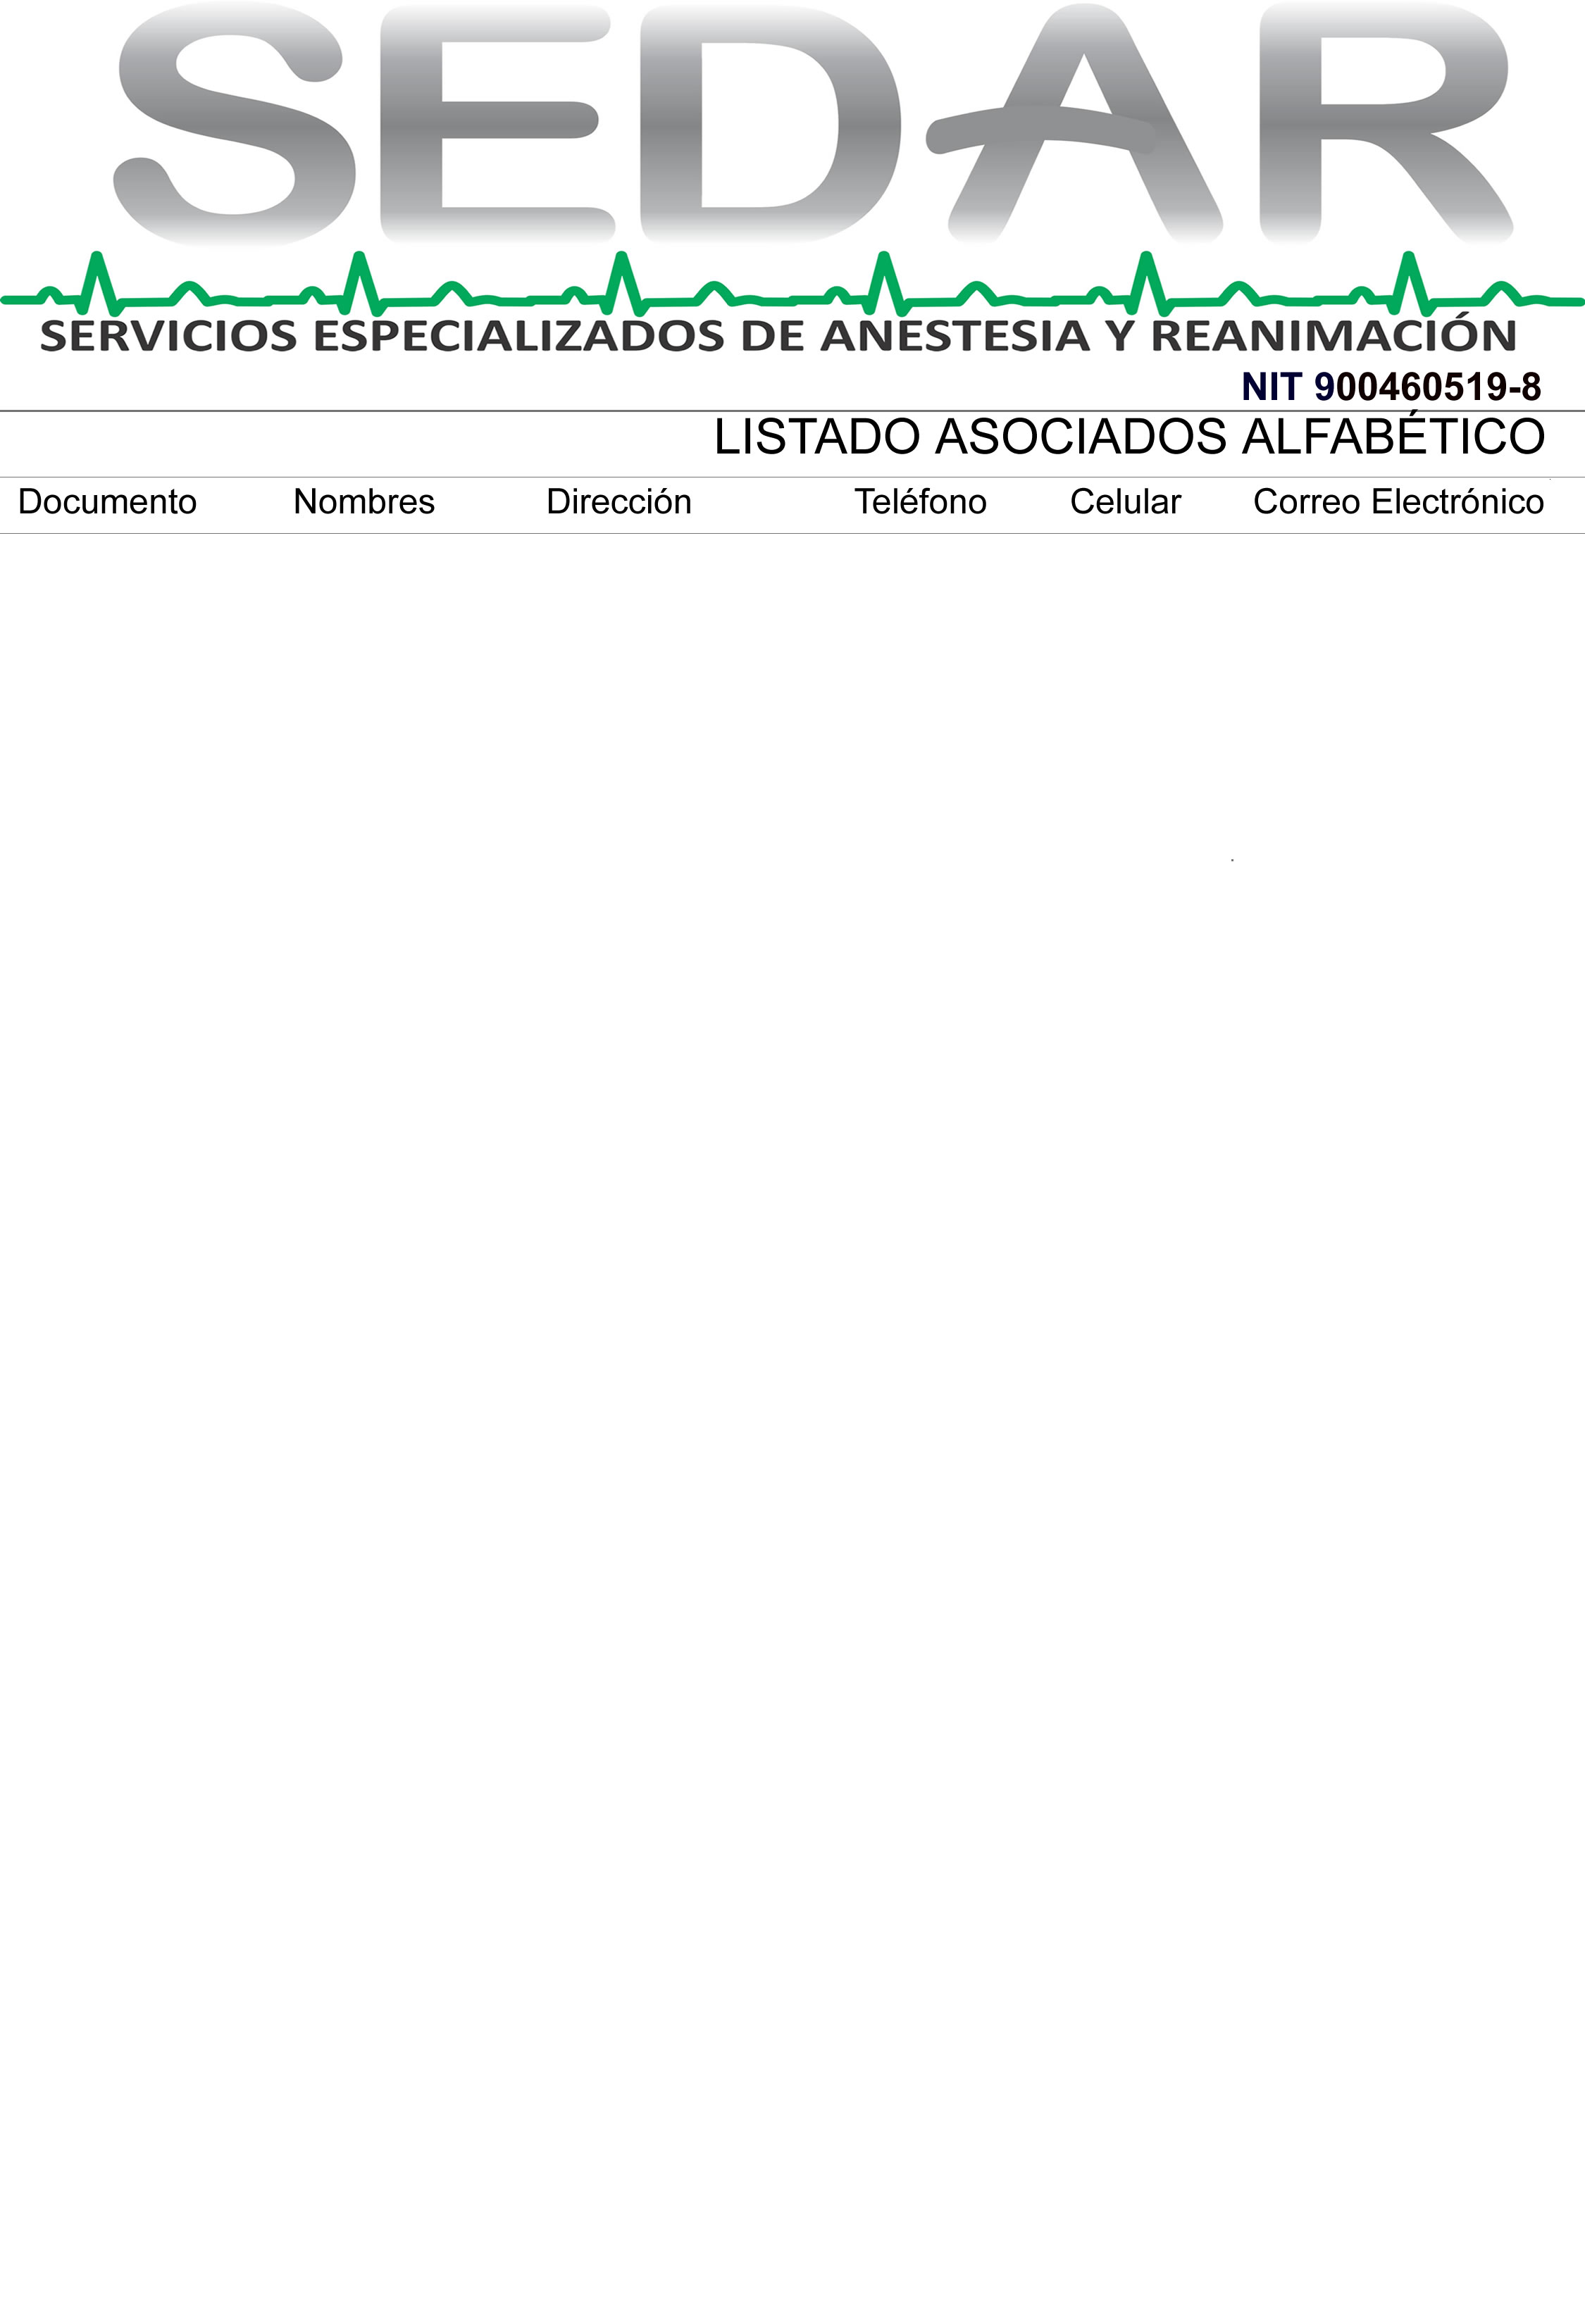 SEDAR
SERVICIOS ESPECIALIZADOS DE ANESTESIA Y REANIMACIÓN
NIT 900460519-8
LISTADO ASOCIADOS ALFABÉTICO
Documento Nombres Dirección Teléfono Celular Correo Electrónico